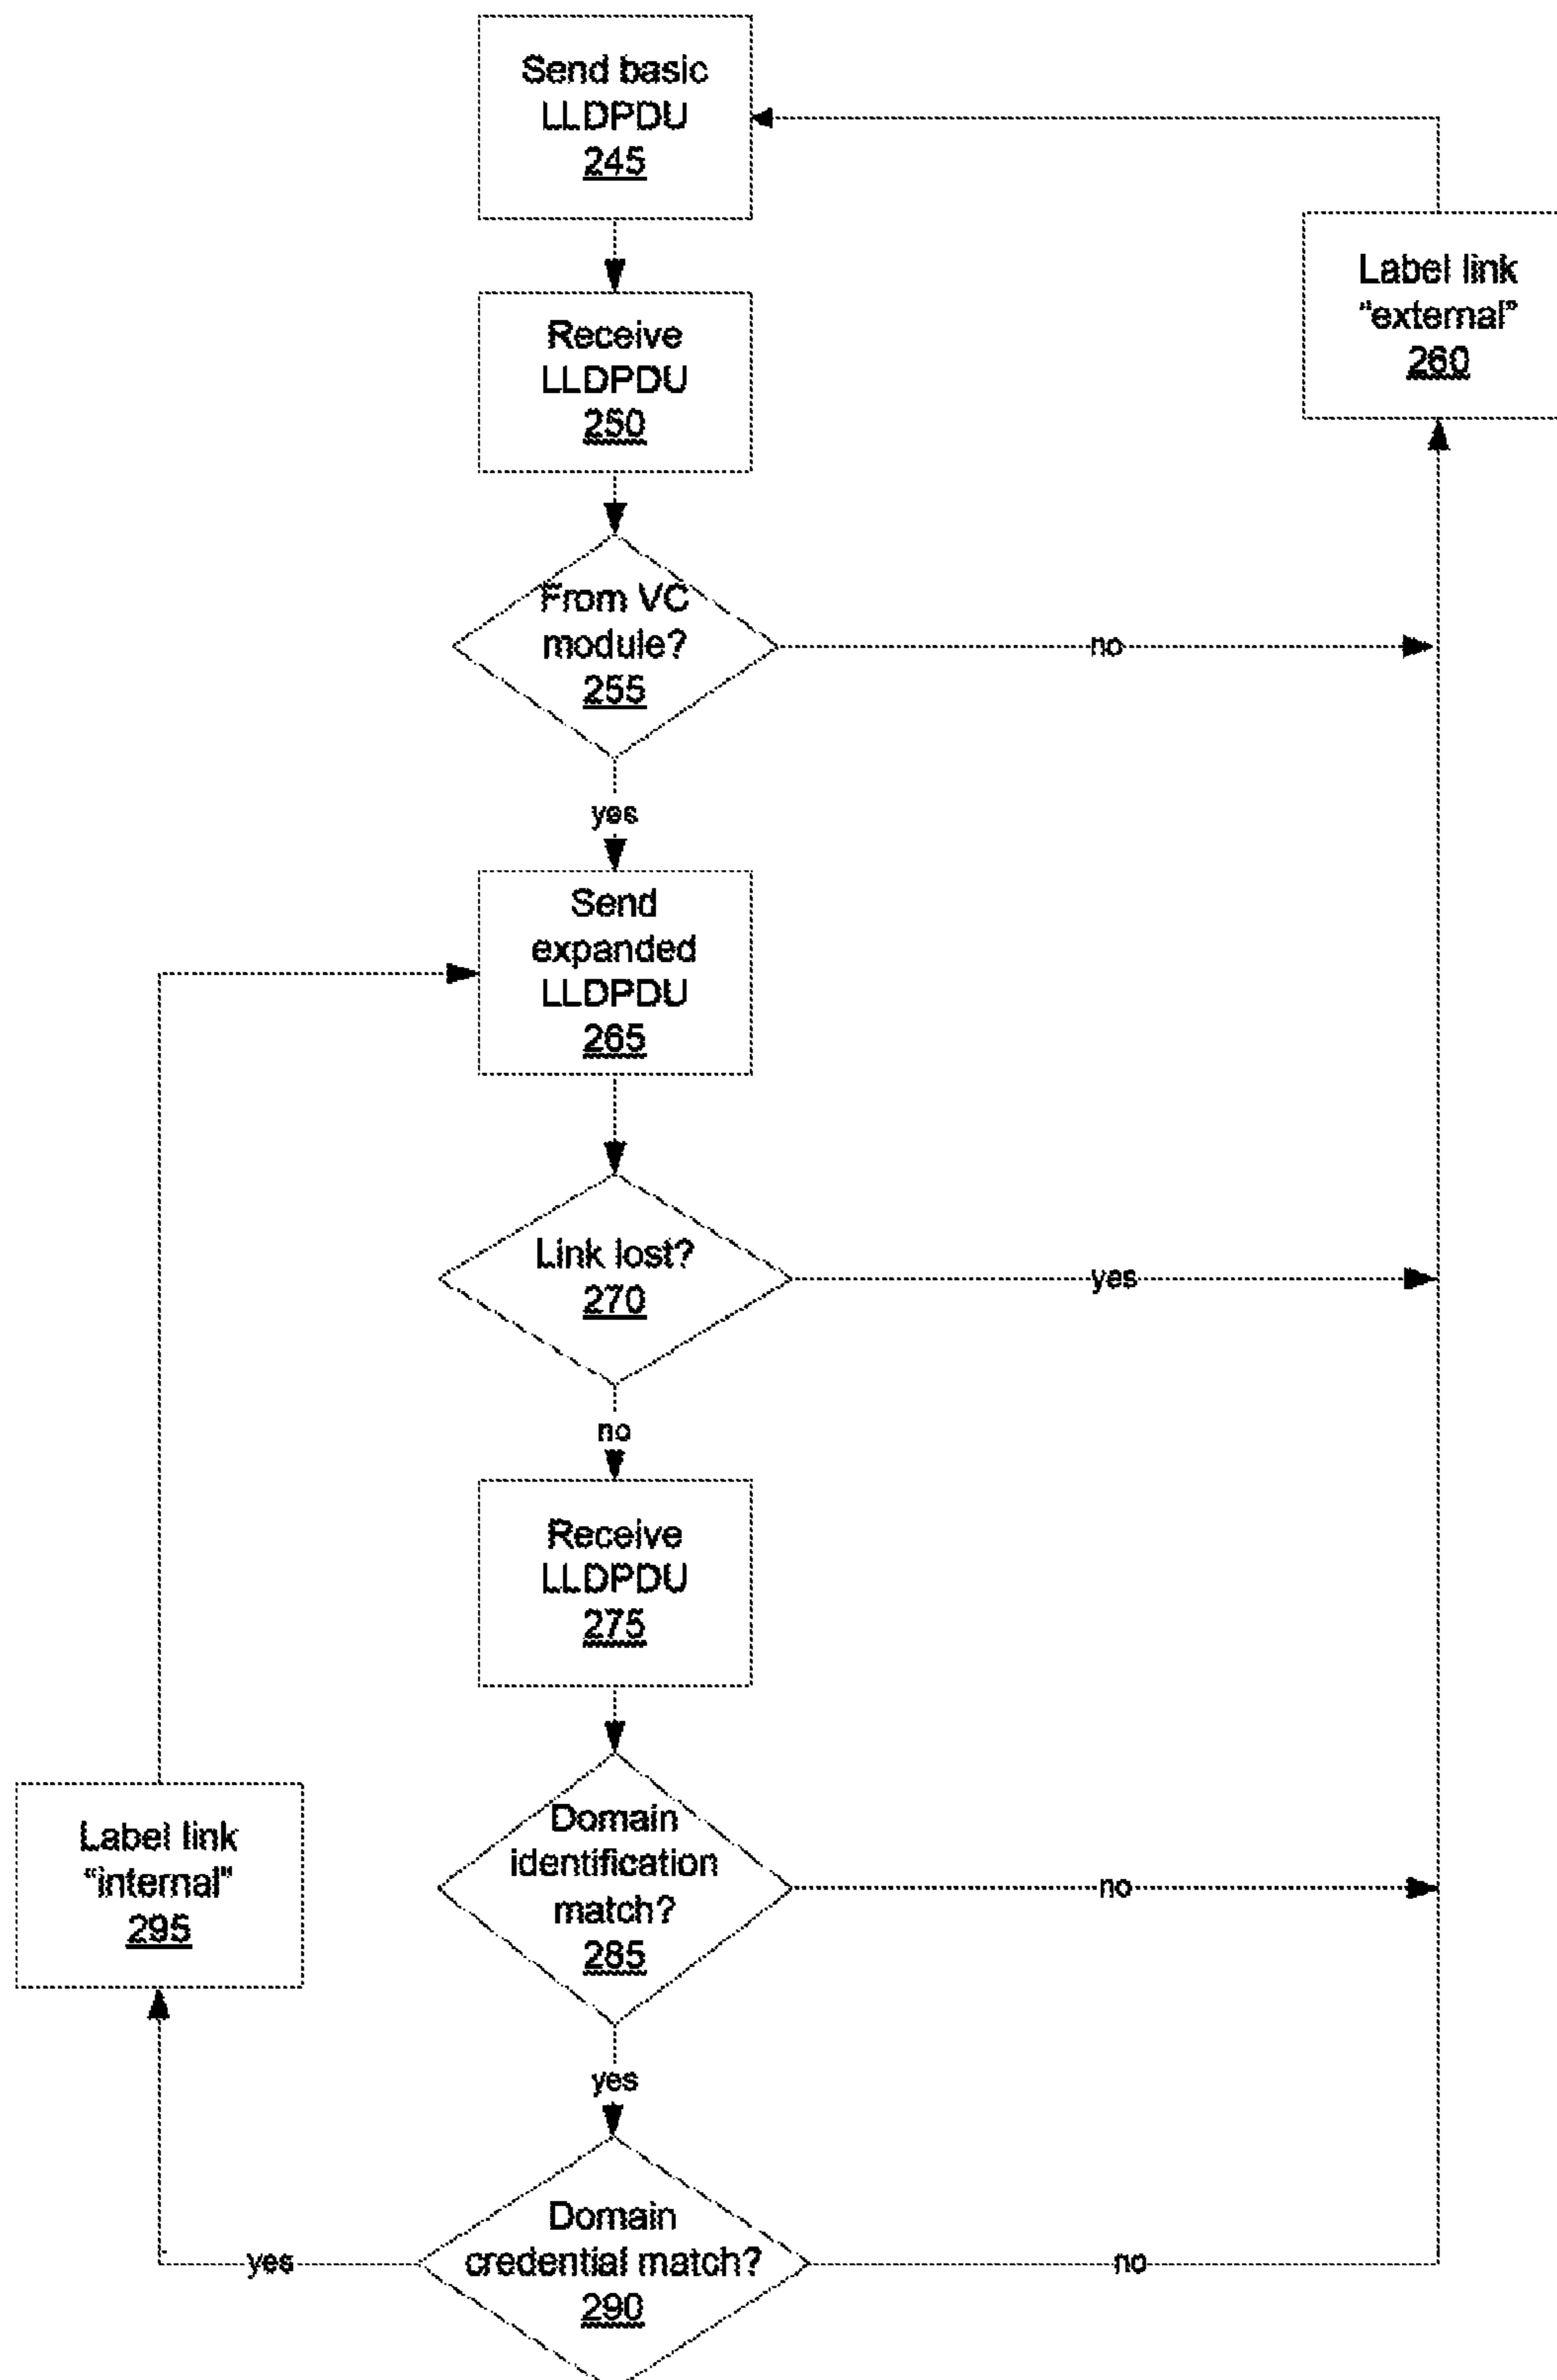 Send basic
LLDPDU
245
Label link
"external"
260
Receive
LLDPDU
250
From VC
module?
255
no
yes
Send
expanded
LLDPDU
265
Link lost?
270
yes
no
Receive
LLDPDU
275
Label link
"internal"
295
Domain
identification
match?
285
no
yes
Domain
credential match?
290
yes
no